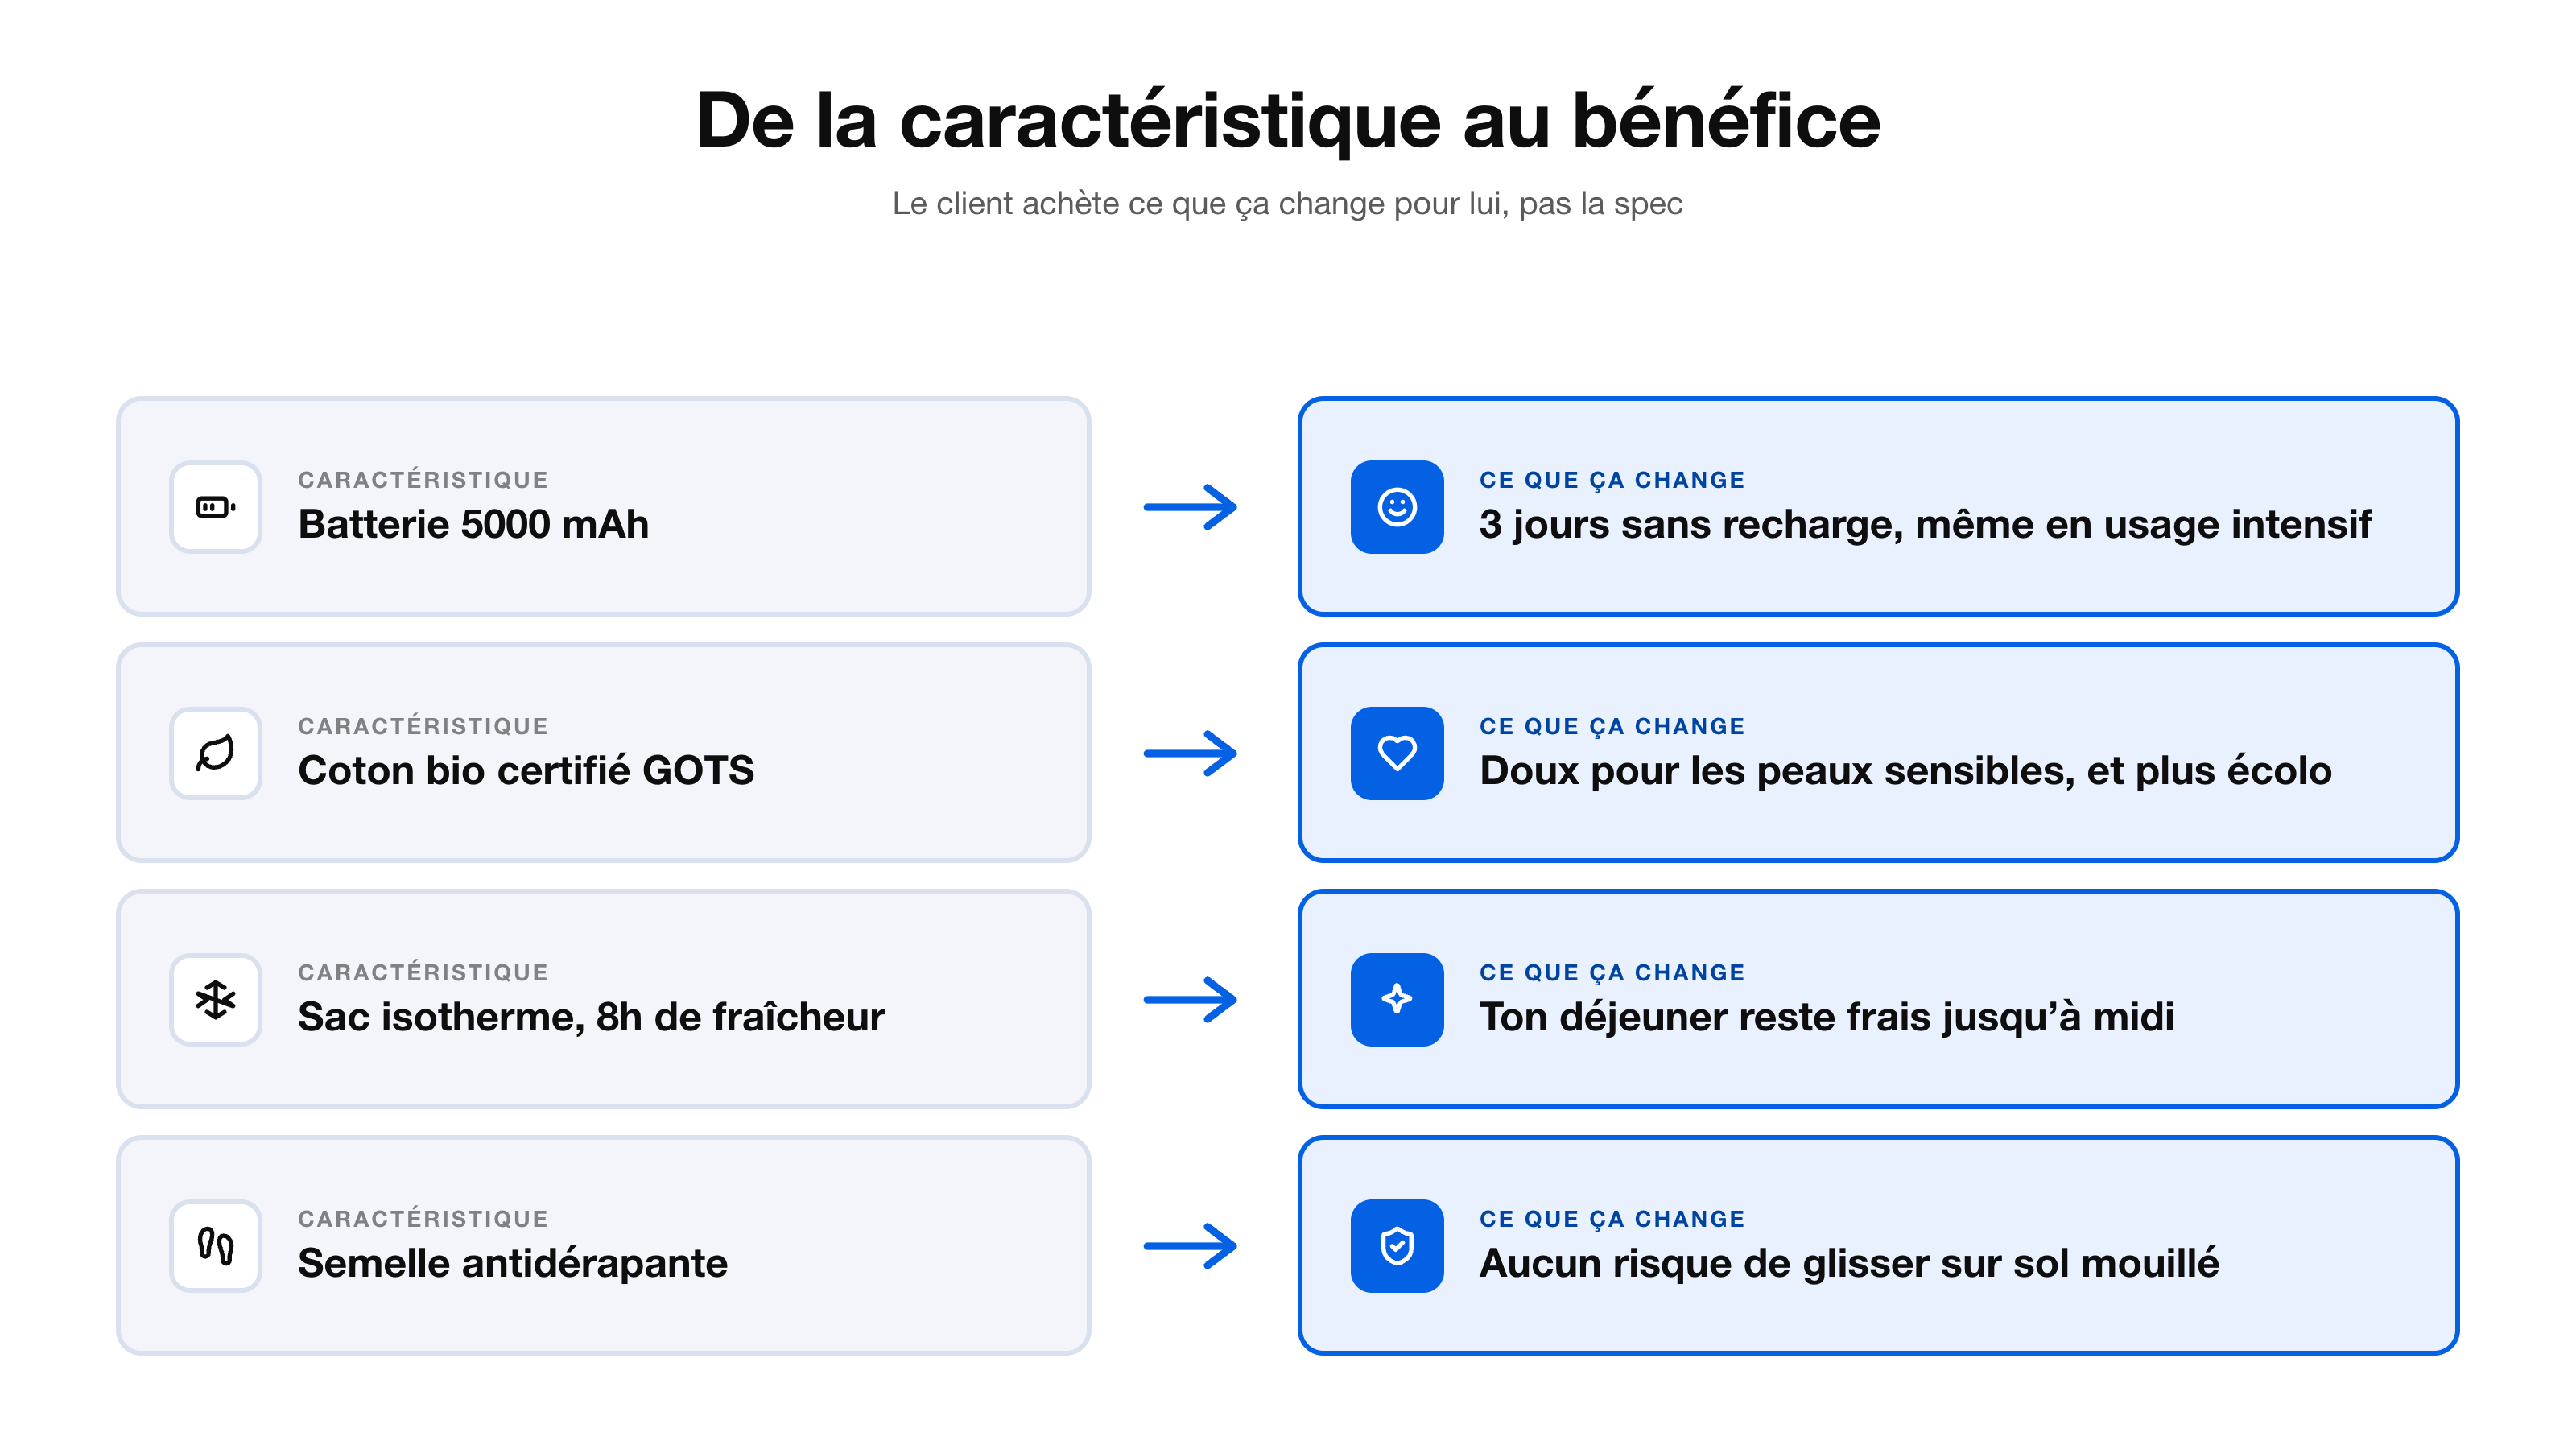 De la caractéristique au bénéfice
Le client achète ce que ça change pour lui, pas la spec
CARACTÉRISTIQUE
Batterie 5000 mAh
CE QUE ÇA CHANGE
3 jours sans recharge, même en usage intensif
CARACTÉRISTIQUE
Coton bio certifié GOTS
CE QUE ÇA CHANGE
Doux pour les peaux sensibles, et plus écolo
CARACTÉRISTIQUE
Sac isotherme, 8h de fraîcheur
CE QUE ÇA CHANGE
Ton déjeuner reste frais jusqu’à midi
CARACTÉRISTIQUE
Semelle antidérapante
CE QUE ÇA CHANGE
Aucun risque de glisser sur sol mouillé